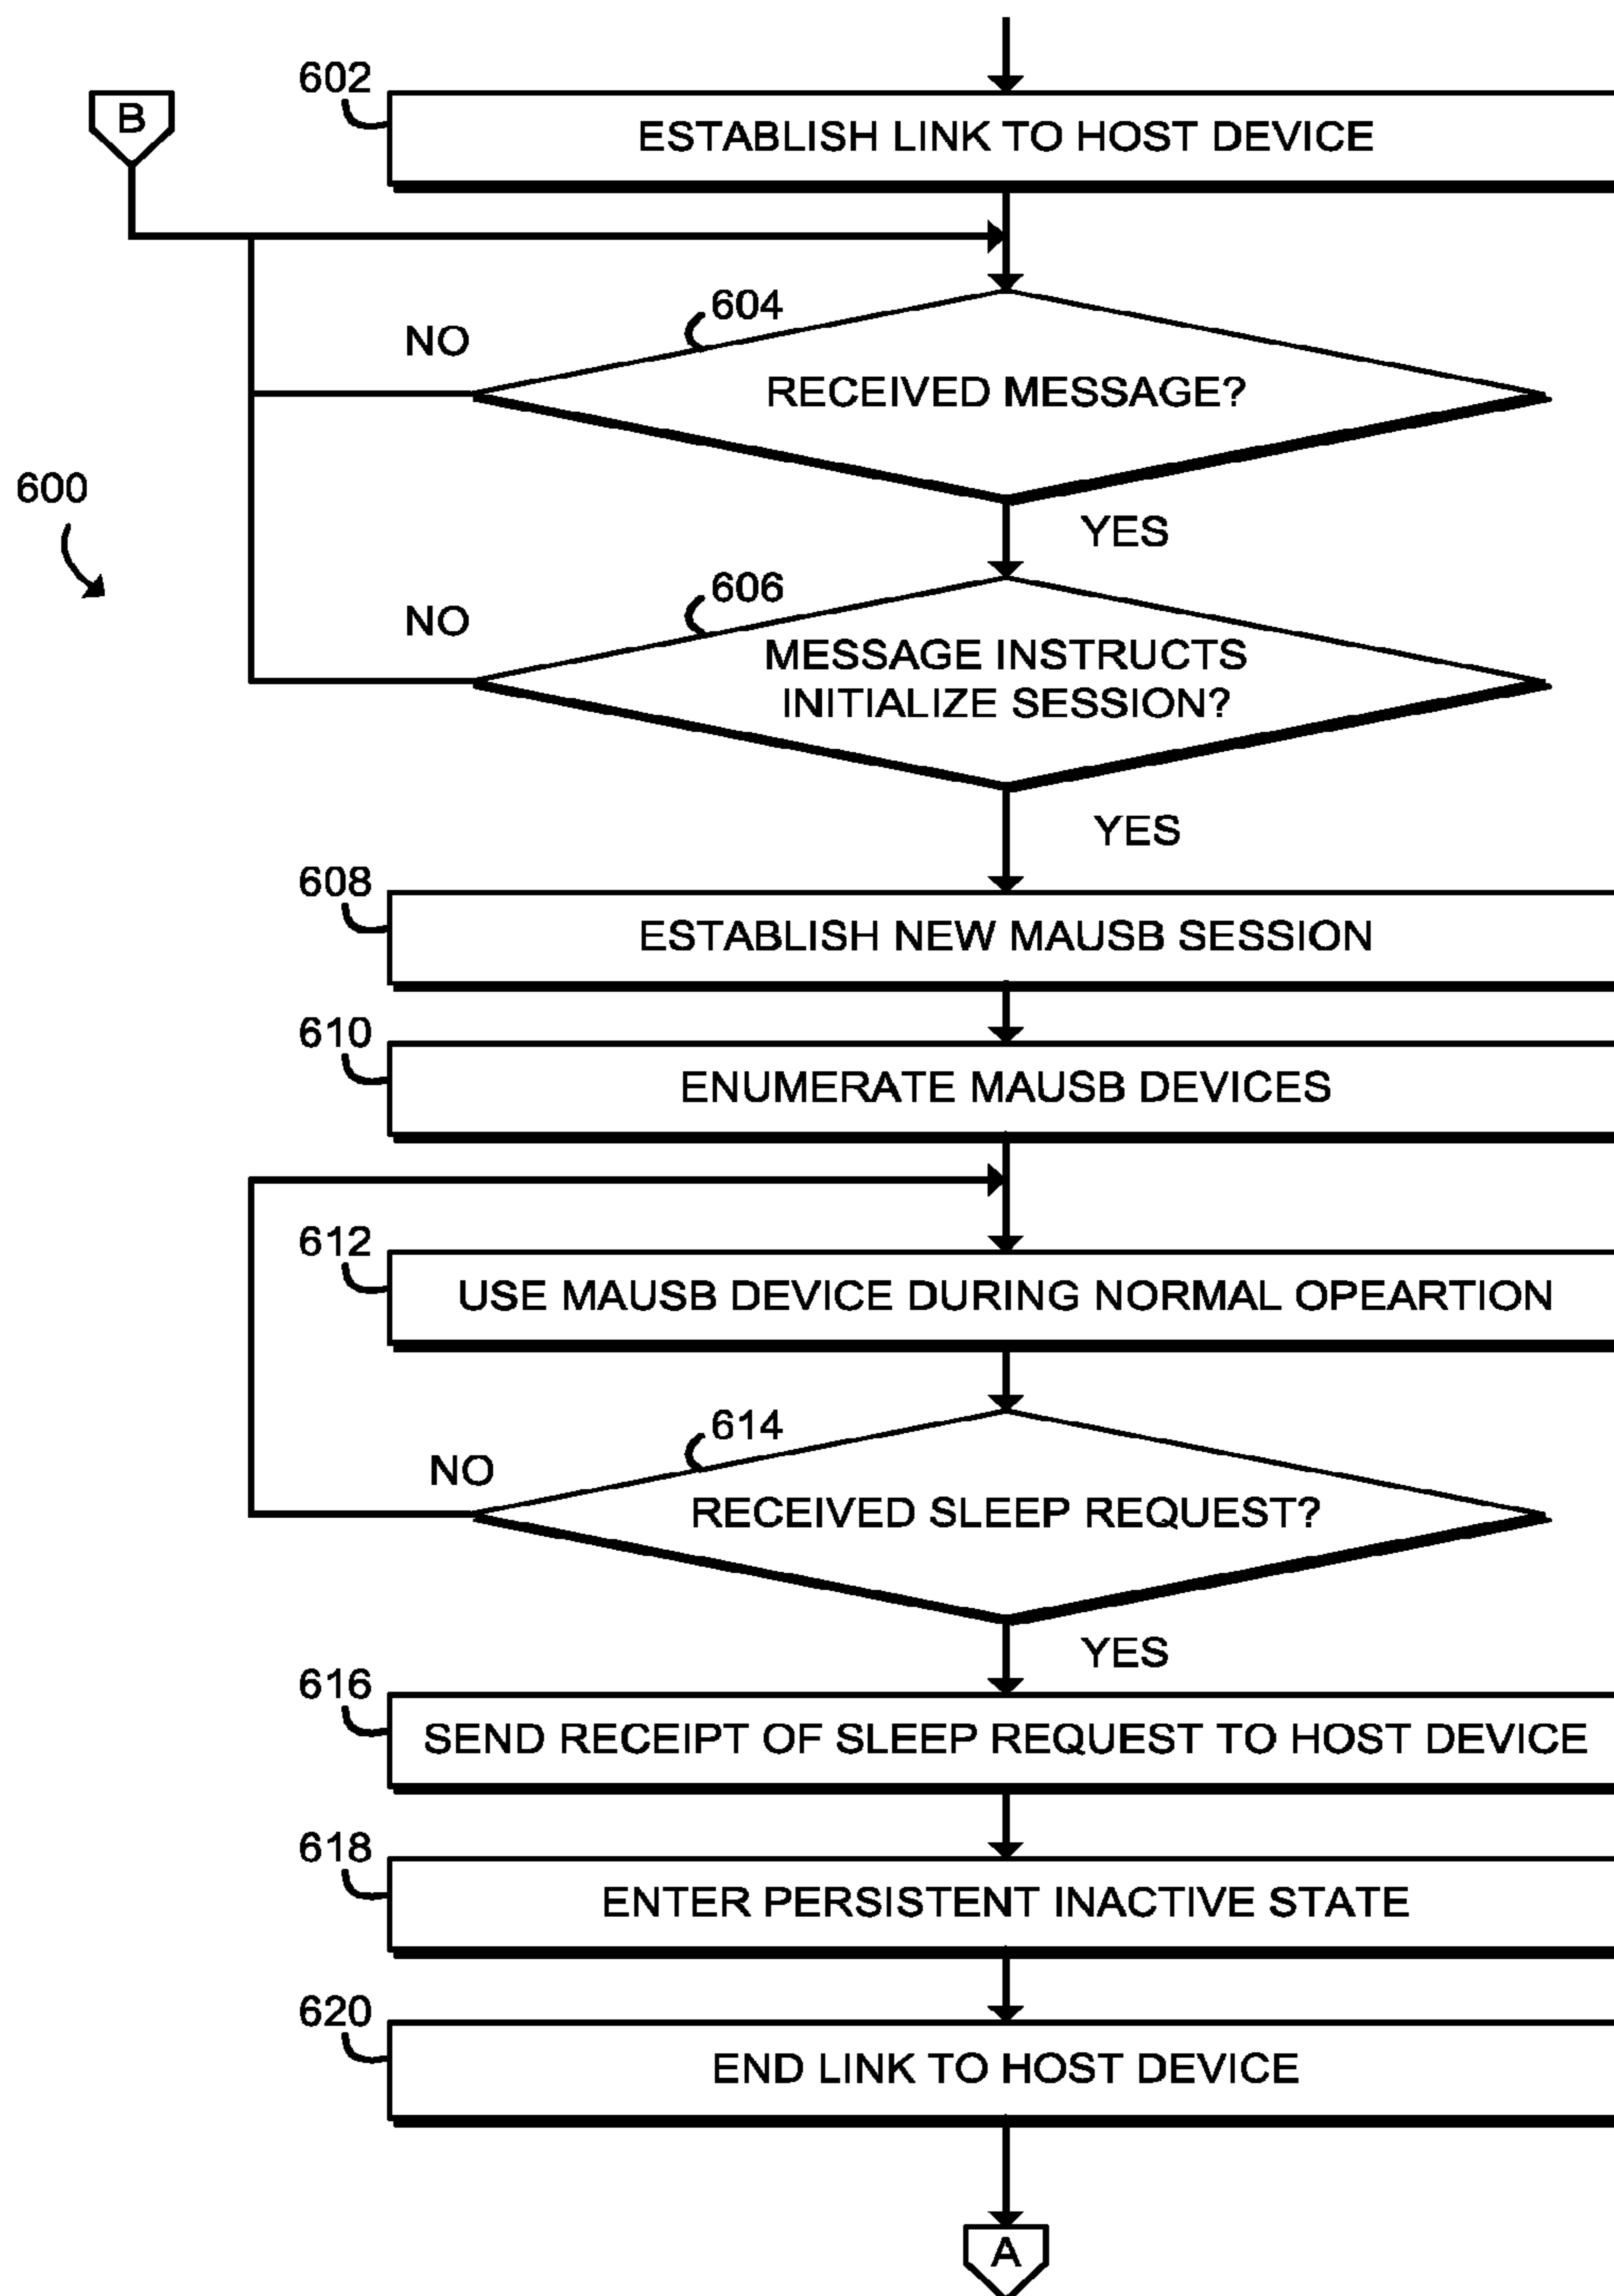 602
B
ESTABLISH LINK TO HOST DEVICE
604
NO
RECEIVED MESSAGE?
600
YES
606
NO
MESSAGE INSTRUCTS
INITIALIZE SESSION?
YES
608
ESTABLISH NEW MAUSB SESSION
610
ENUMERATE MAUSB DEVICES
612
USE MAUSB DEVICE DURING NORMAL OPEARTION
614
NO
RECEIVED SLEEP REQUEST?
YES
616
SEND RECEIPT OF SLEEP REQUEST TO HOST DEVICE
618
ENTER PERSISTENT INACTIVE STATE
620
END LINK TO HOST DEVICE
A